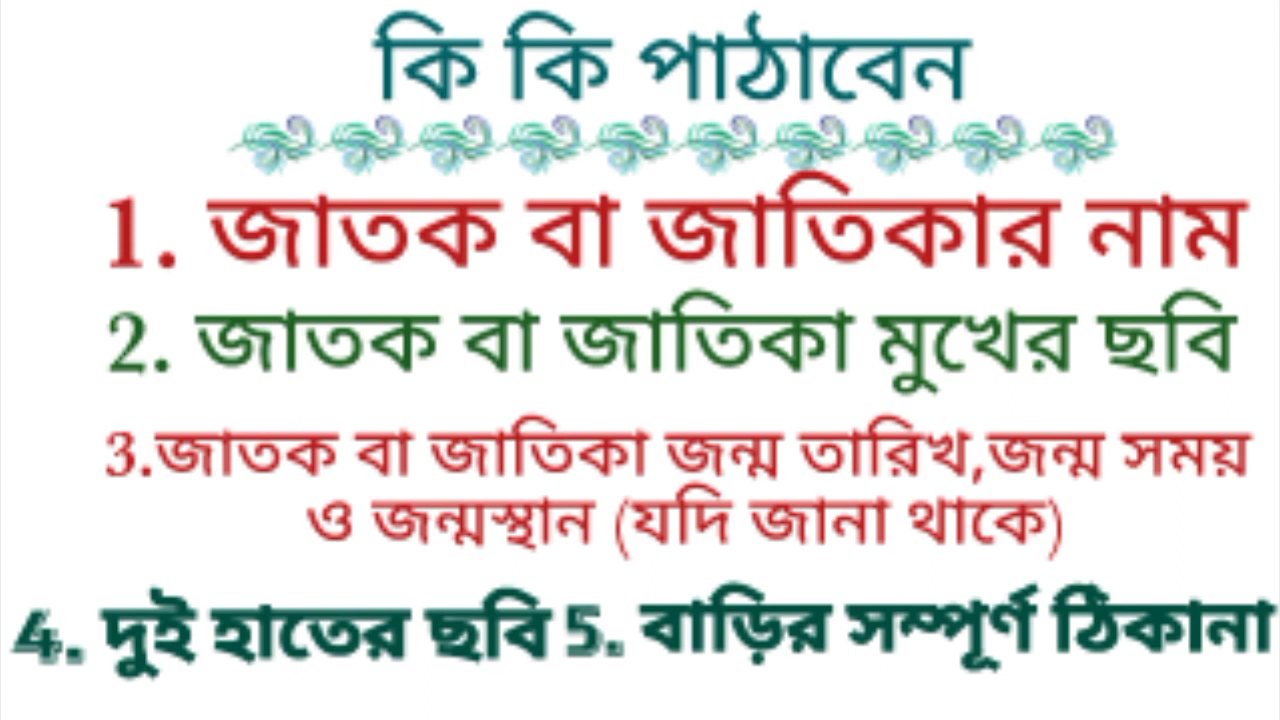 কি কি পাঠাবেন
1. জাতক বা জাতিকার নাম
2. জাতক বা জাতিকা মুখের ছবি
3.জাতক বা জাতিকা জন্ম তারিখ,জন্ম সময়
ও জন্মস্থান (যদি জানা থাকে)
4. দুই হাতের ছবি 5. বাড়ির সম্পূর্ণ ঠিকানা